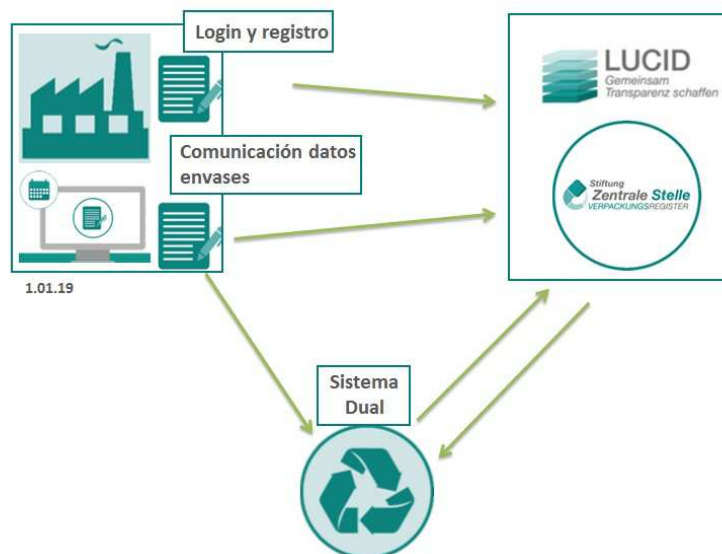 Login y registro
Comunicación datos
envases
1.01.19
LUCID
Gemeinsam
Transparenz schaffen
Stiftung
Zentrale Stelle
VERPACKUNGSREGISTER
Sistema
Dual